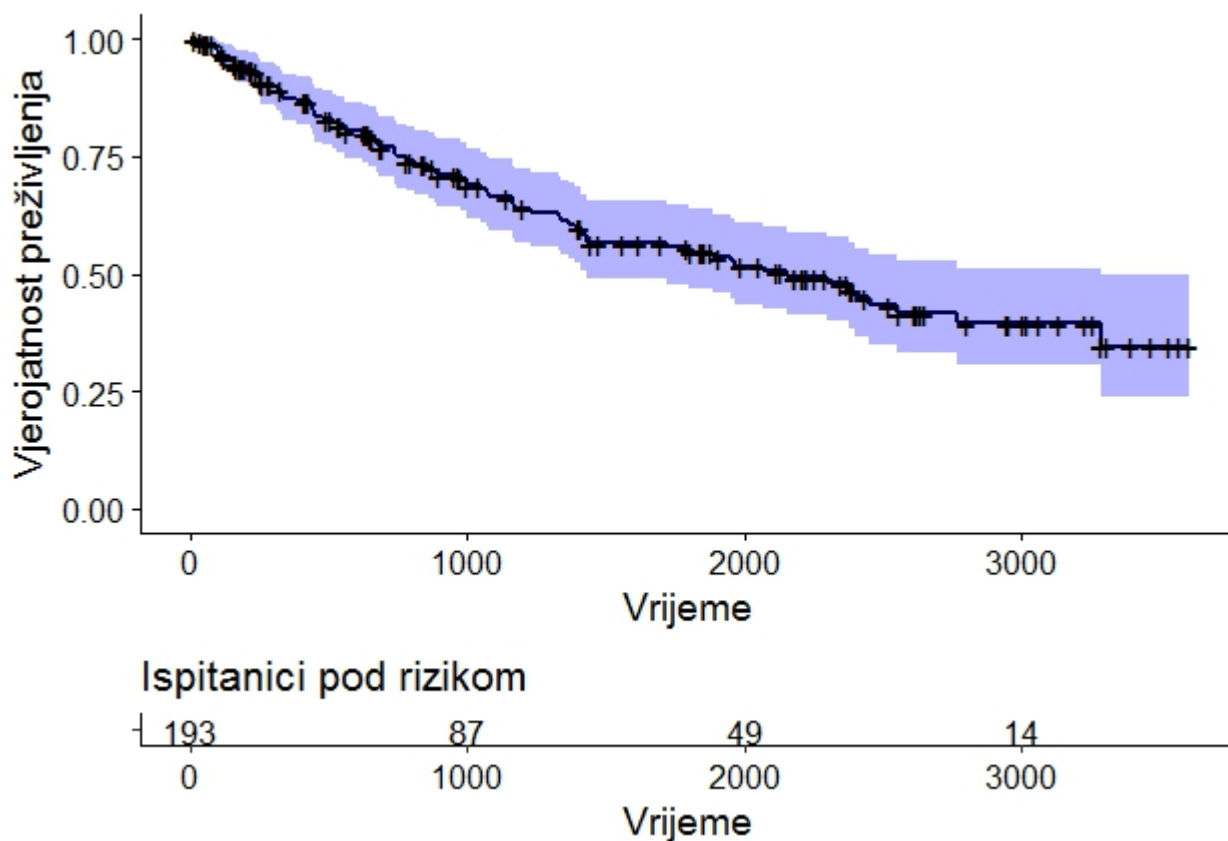 Vjerojatnost preživljenja
1.00
0.75
0.50
0.25
0.00
0 1000 2000 3000
Vrijeme
Ispitanici pod rizikom
193 87 49 14
0 1000 2000 3000
Vrijeme